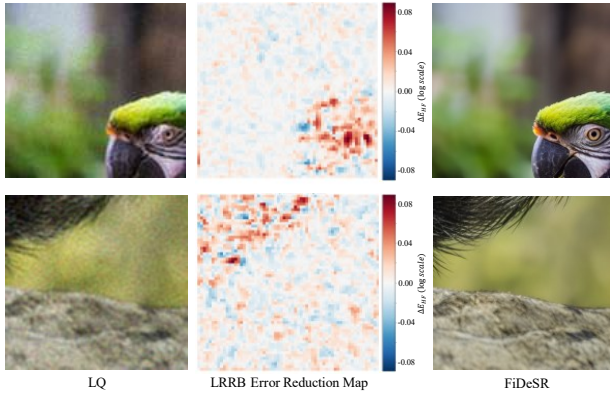 0.08
0.04
0.00
-0.04
-0.08
ΔE_HF (log scale)
0.08
0.04
0.00
-0.04
-0.08
ΔE_HF (log scale)
LQ
LRRB Error Reduction Map
FiDeSR